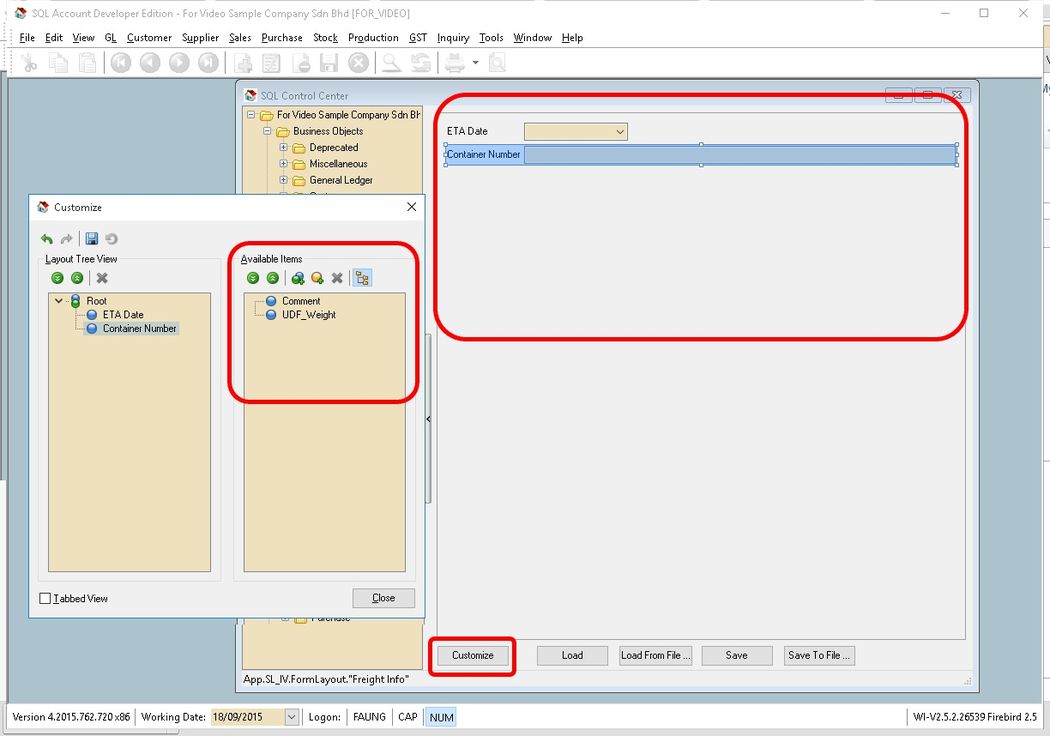 SQL Account Developer Edition - For Video Sample Company Sdn Bhd [FOR_VIDEO]
File Edit View GL Customer Supplier Sales Purchase Stock Production GST Inquiry Tools Window Help
SQL Control Center
For Video Sample Company Sdn Bh
Business Objects
Deprecated
Miscellaneous
General Ledger
ETA Date
Container Number
Customize
Layout Tree View
Root
ETA Date
Container Number
Available Items
Comment
UDF_Weight
Tabbed View
Close
Purchase
Customize Load Load From File ... Save Save To File ...
App.SL_IV.FormLayout."Freight Info"
Version 4.2015.762.720 x86 Working Date: 18/09/2015 Logon: FAUNG CAP NUM WI-V2.5.2.26539 Firebird 2.5